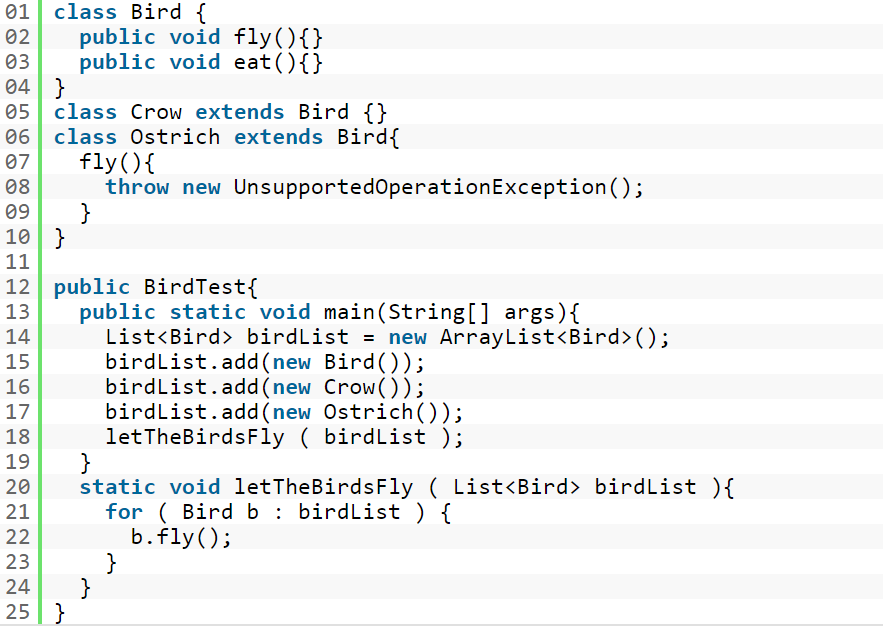 01 class Bird {
02   public void fly(){}
03   public void eat(){}
04 }
05 class Crow extends Bird {}
06 class Ostrich extends Bird{
07   fly(){
08     throw new UnsupportedOperationException();
09   }
10 }
11
12 public BirdTest{
13   public static void main(String[] args){
14     List<Bird> birdList = new ArrayList<Bird>();
15     birdList.add(new Bird());
16     birdList.add(new Crow());
17     birdList.add(new Ostrich());
18     letTheBirdsFly ( birdList );
19   }
20   static void letTheBirdsFly ( List<Bird> birdList ){
21     for ( Bird b : birdList ) {
22       b.fly();
23     }
24   }
25 }